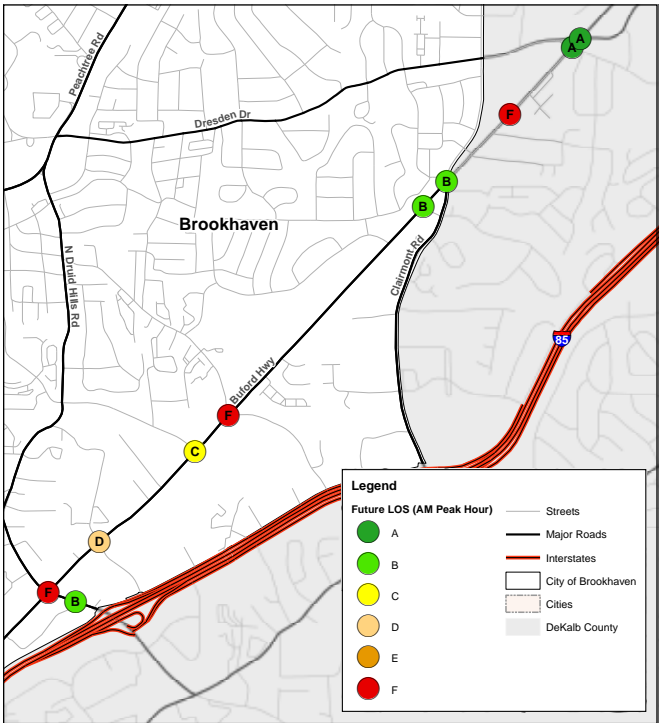 Peachtree Rd
A
A
Dresden Dr
F
B
B
Brookhaven
N Druid Hills Rd
Clairmont Rd
85
Buford Hwy
F
C
D
F
B
Legend
Future LOS (AM Peak Hour)
A
B
C
D
E
F
Streets
Major Roads
Interstates
City of Brookhaven
Cities
DeKalb County